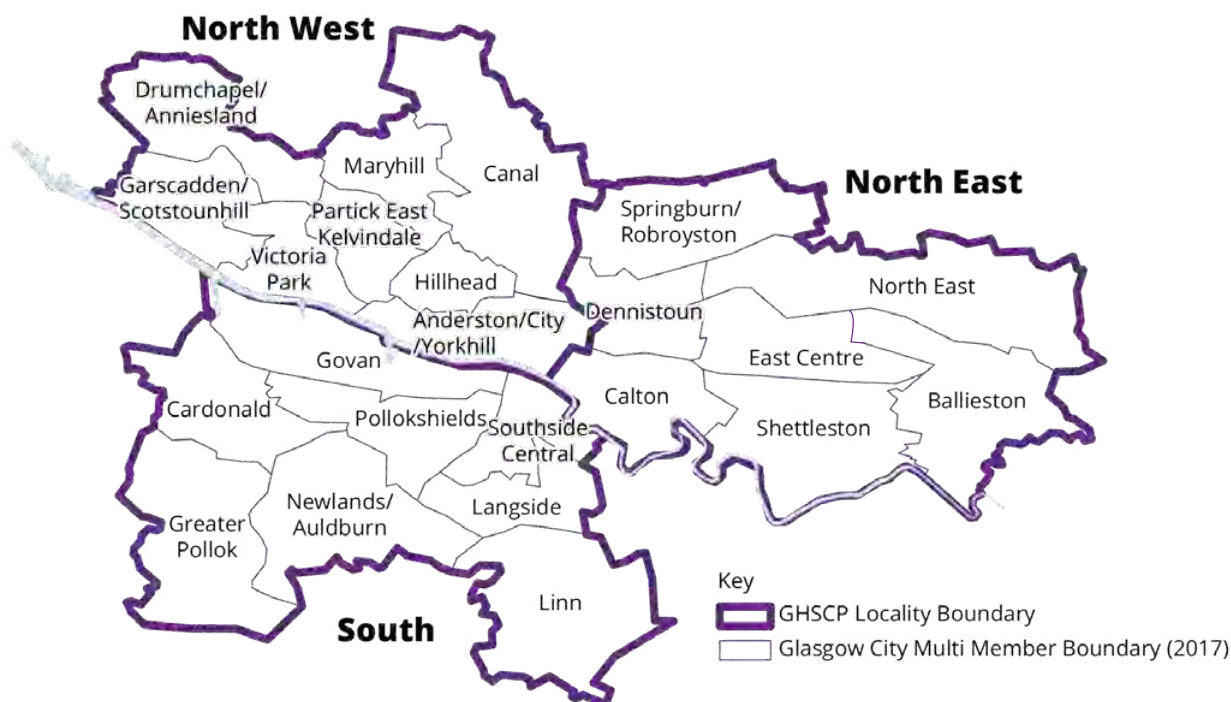 North West
Drumchapel/
Anniesland
Maryhill
Canal
Garscadden/
Scotstounhill
Partick East
Kelvindale
Victoria
Park
Hillhead
Anderston/City
/Yorkhill
North East
Springburn/
Robroyston
North East
Dennistoun
East Centre
Calton
Ballieston
Shettleston
Govan
Cardonald
Pollokshields
Southside
Central
Langside
Newlands/
Auldburn
Greater
Pollok
Linn
South
Key
GHSCP Locality Boundary
Glasgow City Multi Member Boundary (2017)